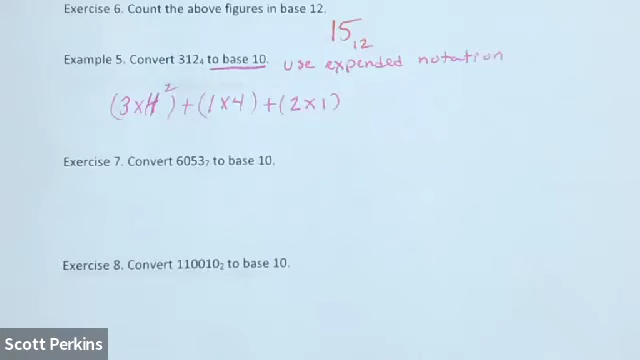 Exercise 6. Count the above figures in base 12.
15₁₂
Example 5. Convert 312₄ to base 10. use expended notation
(3×4²)+(1×4)+(2×1)
Exercise 7. Convert 6053₇ to base 10.
Exercise 8. Convert 110010₂ to base 10.
Scott Perkins